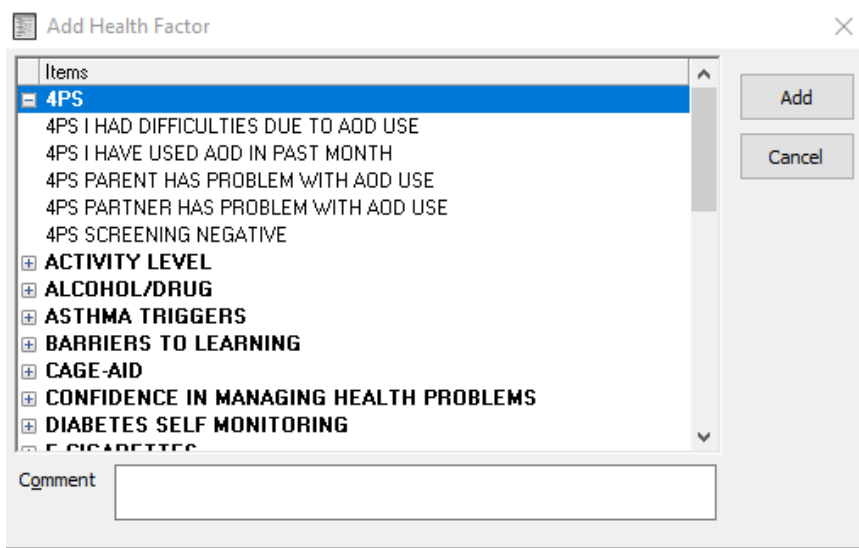 Add Health Factor
Items
4PS
4PS I HAD DIFFICULTIES DUE TO AOD USE
4PS I HAVE USED AOD IN PAST MONTH
4PS PARENT HAS PROBLEM WITH AOD USE
4PS PARTNER HAS PROBLEM WITH AOD USE
4PS SCREENING NEGATIVE
ACTIVITY LEVEL
ALCOHOL/DRUG
ASTHMA TRIGGERS
BARRIERS TO LEARNING
CAGE-AID
CONFIDENCE IN MANAGING HEALTH PROBLEMS
DIABETES SELF MONITORING
E-CIGARETTES
Add
Cancel
Comment